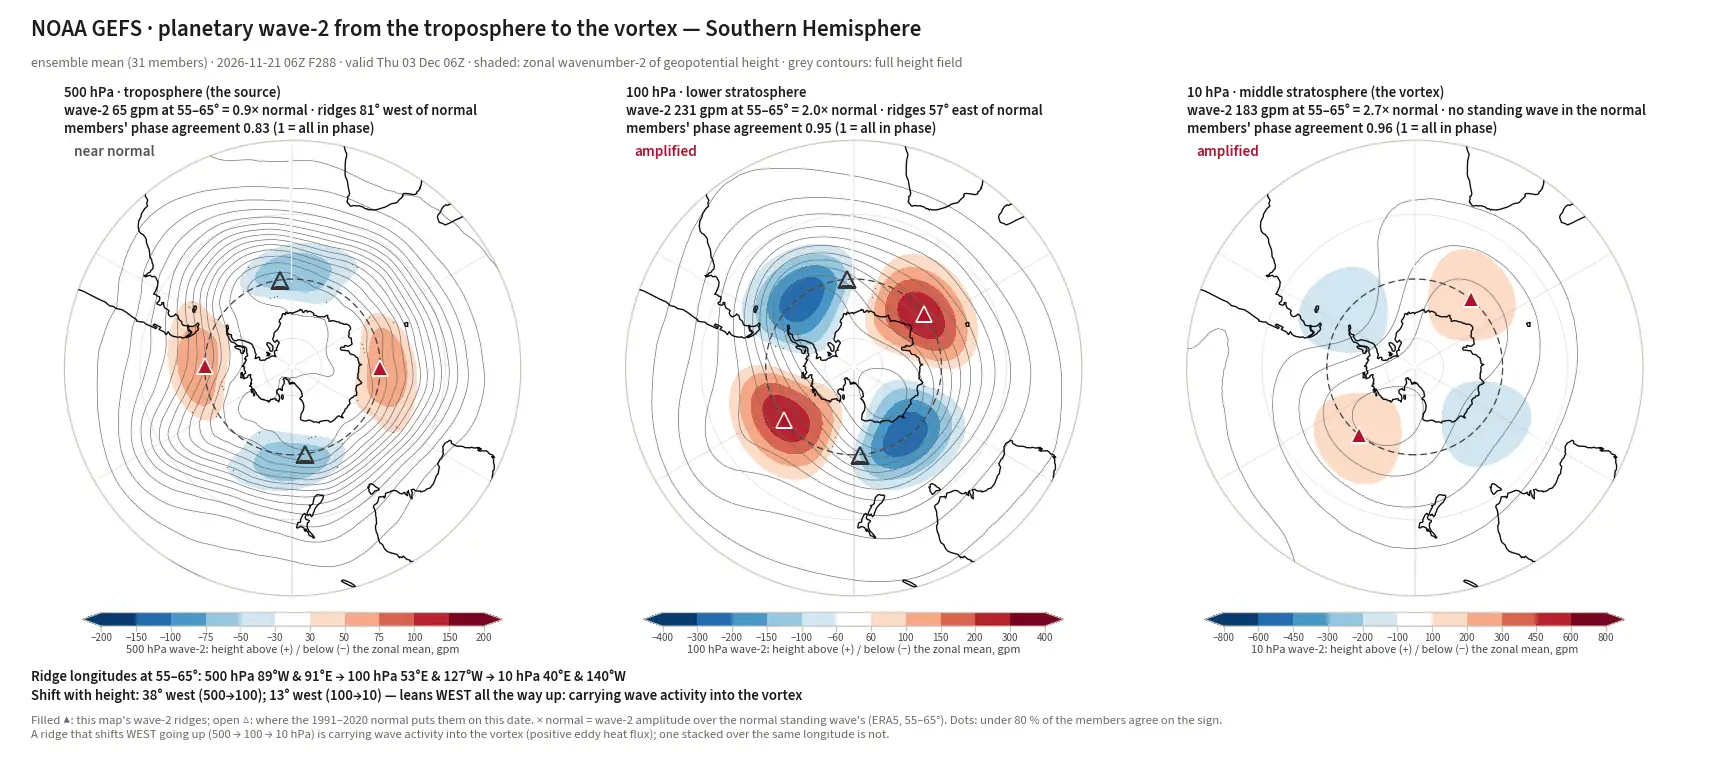 NOAA GEFS · planetary wave-2 from the troposphere to the vortex — Southern Hemisphere
ensemble mean (31 members) · 2026-11-21 06Z F288 · valid Thu 03 Dec 06Z · shaded: zonal wavenumber-2 of geopotential height · grey contours: full height field
500 hPa · troposphere (the source)
wave-2 65 gpm at 55–65° = 0.9× normal · ridges 81° west of normal
members' phase agreement 0.83 (1 = all in phase)
near normal
100 hPa · lower stratosphere
wave-2 231 gpm at 55–65° = 2.0× normal · ridges 57° east of normal
members' phase agreement 0.95 (1 = all in phase)
amplified
10 hPa · middle stratosphere (the vortex)
wave-2 183 gpm at 55–65° = 2.7× normal · no standing wave in the normal
members' phase agreement 0.96 (1 = all in phase)
amplified
−200 −150 −100 −75 −50 −30 30 50 75 100 150 200
500 hPa wave-2: height above (+) / below (−) the zonal mean, gpm
−400 −300 −200 −150 −100 −60 60 100 150 200 300 400
100 hPa wave-2: height above (+) / below (−) the zonal mean, gpm
−800 −600 −450 −300 −200 −100 100 200 300 450 600 800
10 hPa wave-2: height above (+) / below (−) the zonal mean, gpm
Ridge longitudes at 55–65°: 500 hPa 89°W & 91°E → 100 hPa 53°E & 127°W → 10 hPa 40°E & 140°W
Shift with height: 38° west (500→100); 13° west (100→10) — leans WEST all the way up: carrying wave activity into the vortex
Filled ▲: this map's wave-2 ridges; open △: where the 1991–2020 normal puts them on this date. × normal = wave-2 amplitude over the normal standing wave's (ERA5, 55–65°). Dots: under 80 % of the members agree on the sign.
A ridge that shifts WEST going up (500 → 100 → 10 hPa) is carrying wave activity into the vortex (positive eddy heat flux); one stacked over the same longitude is not.